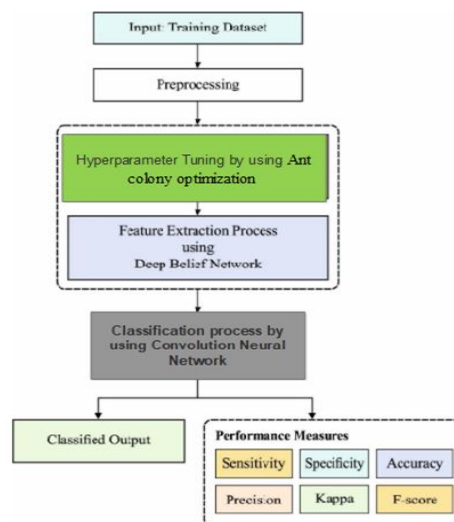 Input: Training Dataset
Preprocessing
Hyperparameter Tuning by using Ant
colony optimization
Feature Extraction Process
using
Deep Belief Network
Classification process by
using Convolution Neural
Network
Classified Output
Performance Measures
Sensitivity Specificity Accuracy
Precision Kappa F-score